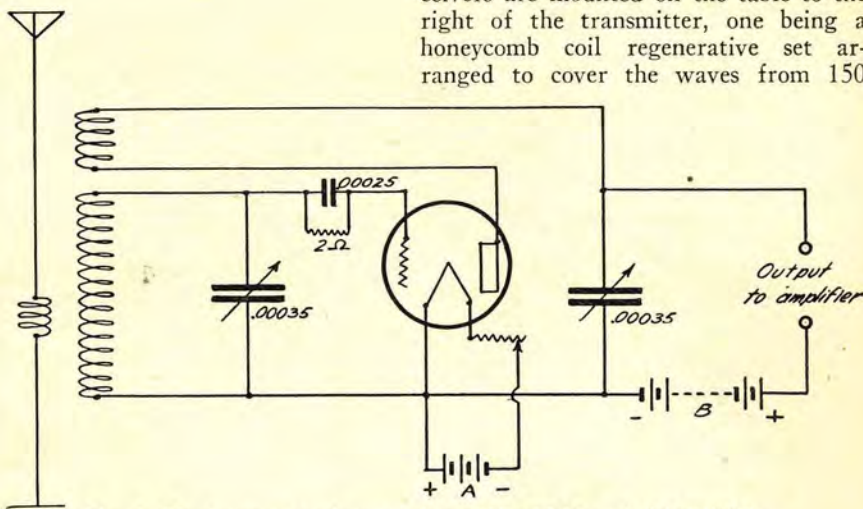 ceivers are mounted on the table to the
right of the transmitter, one being a
honeycomb coil regenerative set ar-
ranged to cover the waves from 150
.00025
2Ω
.00035
.00035
Output
to amplifier
- B +
+ A -